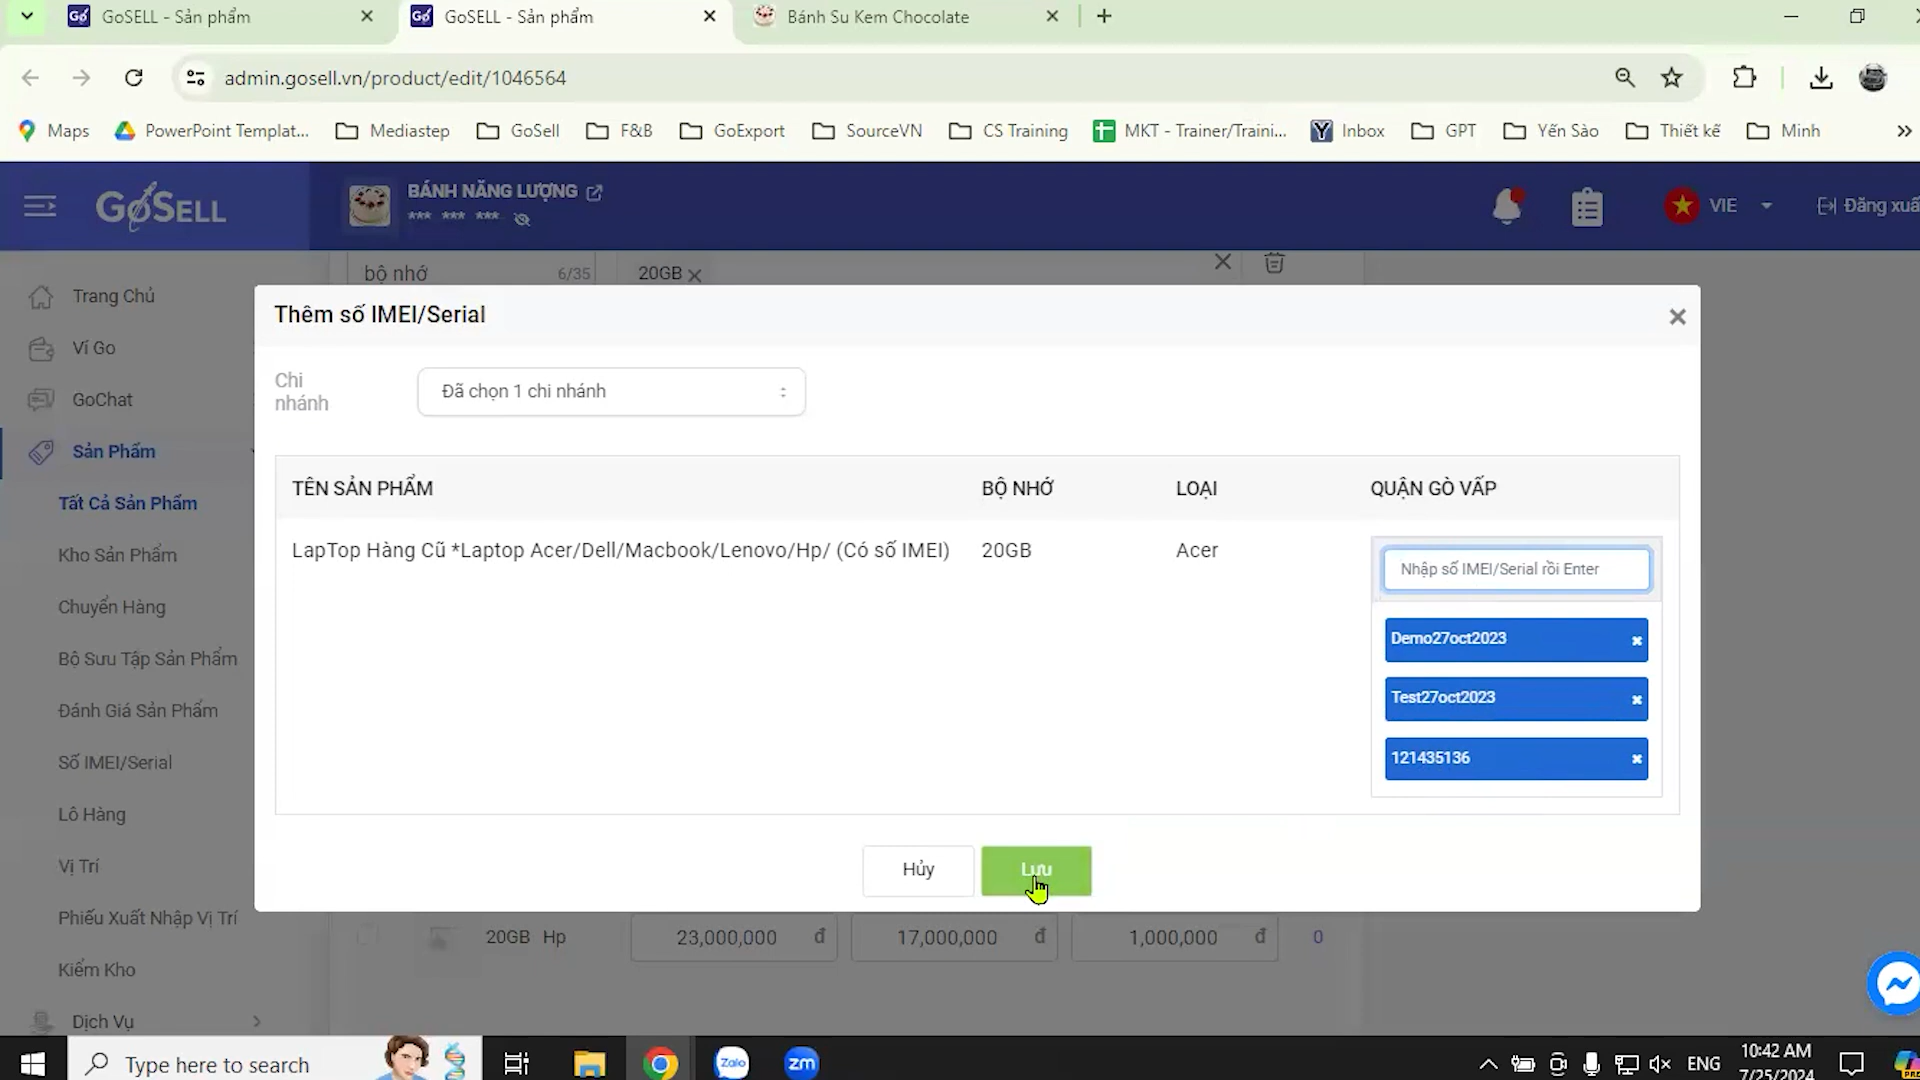 GoSELL - Sản phẩm
GoSELL - Sản phẩm
Bánh Su Kem Chocolate
admin.gosell.vn/product/edit/1046564
Maps
PowerPoint Templat...
Mediastep
GoSell
F&B
GoExport
SourceVN
CS Training
MKT - Trainer/Traini...
Inbox
GPT
Yến Sào
Thiết kế
Minh
GOSELL
BÁNH NĂNG LƯỢNG
*** *** ***
VIE
Đăng xuấ
Trang Chủ
Ví Go
GoChat
Sản Phẩm
Tất Cả Sản Phẩm
Kho Sản Phẩm
Chuyển Hàng
Bộ Sưu Tập Sản Phẩm
Đánh Giá Sản Phẩm
Số IMEI/Serial
Lô Hàng
Vị Trí
Phiếu Xuất Nhập Vị Trí
Kiểm Kho
Dịch Vụ
bộ nhớ
6/35
20GB
Thêm số IMEI/Serial
Chi
nhánh
Đã chọn 1 chi nhánh
TÊN SẢN PHẨM
BỘ NHỚ
LOẠI
QUẬN GÒ VẤP
LapTop Hàng Cũ *Laptop Acer/Dell/Macbook/Lenovo/Hp/ (Có số IMEI)
20GB
Acer
Nhập số IMEI/Serial rồi Enter
Demo27oct2023
Test27oct2023
121435136
Hủy
Lưu
20GB Hp
23,000,000 đ
17,000,000 đ
1,000,000 đ
0
Type here to search
Zalo
zm
ENG
10:42 AM
7/25/2024
PRE